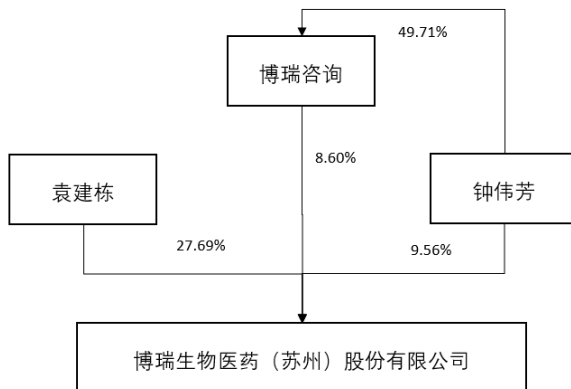 49.71%
博瑞咨询
8.60%
袁建栋
钟伟芳
27.69%
9.56%
博瑞生物医药（苏州）股份有限公司